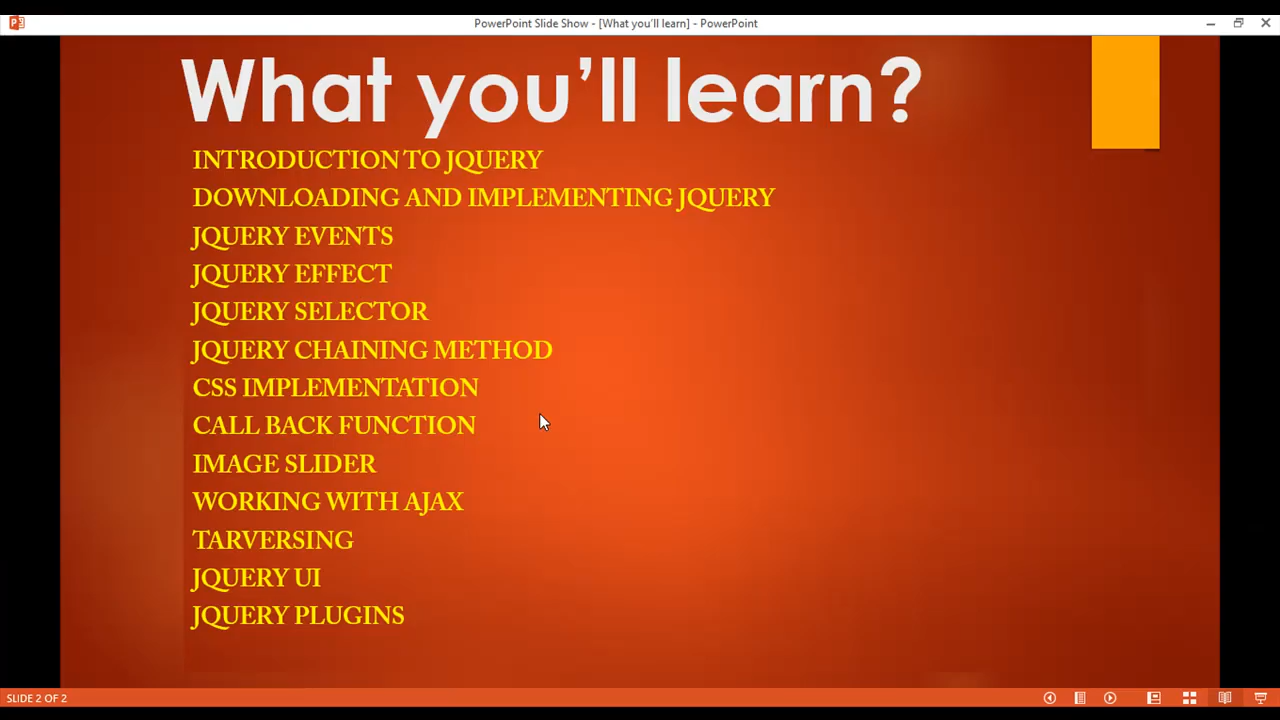 PowerPoint Slide Show - [What you'll learn] - PowerPoint
What you’ll learn?
INTRODUCTION TO JQUERY
DOWNLOADING AND IMPLEMENTING JQUERY
JQUERY EVENTS
JQUERY EFFECT
JQUERY SELECTOR
JQUERY CHAINING METHOD
CSS IMPLEMENTATION
CALL BACK FUNCTION
IMAGE SLIDER
WORKING WITH AJAX
TARVERSING
JQUERY UI
JQUERY PLUGINS
SLIDE 2 OF 2